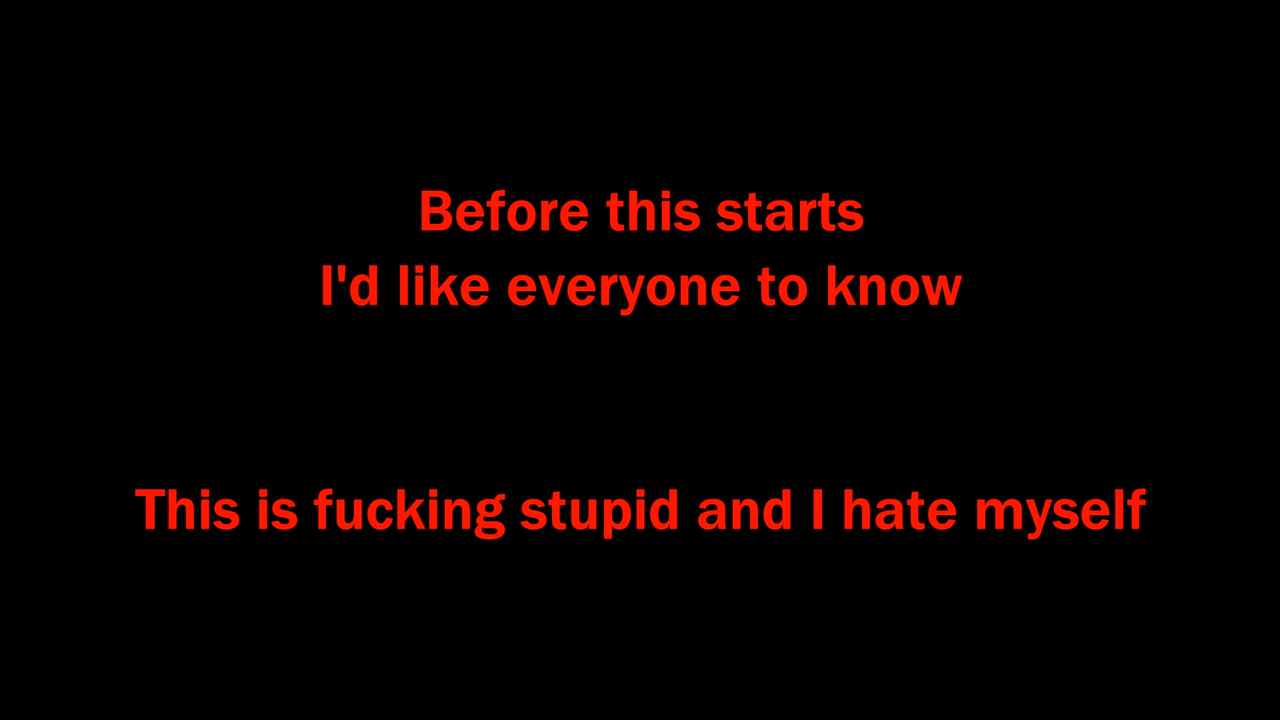 Before this starts
I'd like everyone to know
This is fucking stupid and I hate myself